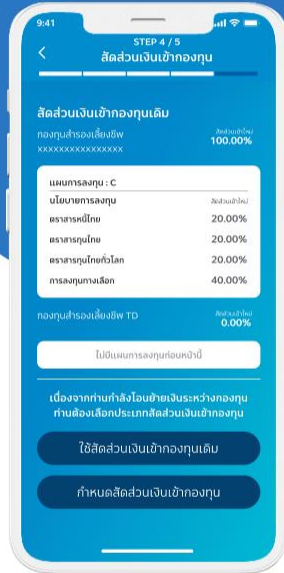 9:41
STEP 4 / 5
สัดส่วนเงินเข้ากองทุน
สัดส่วนเงินเข้ากองทุนเดิม
กองทุนสำรองเลี้ยงชีพ
สัดส่วนเข้าใหม่
xxxxxxxxxxxxxxxx
100.00%
แผนการลงทุน : C
นโยบายการลงทุน
สัดส่วนเข้าใหม่
ตราสารหนี้ไทย
20.00%
ตราสารทุนไทย
20.00%
ตราสารทุนไทยทั่วโลก
20.00%
การลงทุนทางเลือก
40.00%
กองทุนสำรองเลี้ยงชีพ TD
สัดส่วนเข้าใหม่
0.00%
ไม่มีแผนการลงทุนก่อนหน้านี้
เนื่องจากท่านกำลังโอนย้ายเงินระหว่างกองทุน
ท่านต้องเลือกประเภทสัดส่วนเงินเข้ากองทุน
ใช้สัดส่วนเงินเข้ากองทุนเดิม
กำหนดสัดส่วนเงินเข้ากองทุน